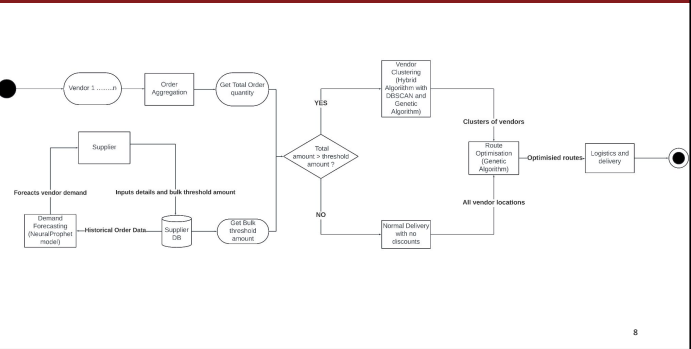 Vendor 1 ........n
Order
Aggregation
Get Total Order
quantity
YES
Vendor
Clustering
(Hybrid
Algorithm with
DBSCAN and
Genetic
Algorithm)
Clusters of vendors
Supplier
Total
amount > threshold
amount ?
Route
Optimisation
(Genetic
Algorithm)
Optimisied routes
Logistics and
delivery
Foreacts vendor demand
Inputs details and bulk threshold amount
All vendor locations
NO
Demand
Forecasting
(NeuralProphet
model)
Historical Order Data
Supplier
DB
Get Bulk
threshold
amount
Normal Delivery
with no
discounts
8